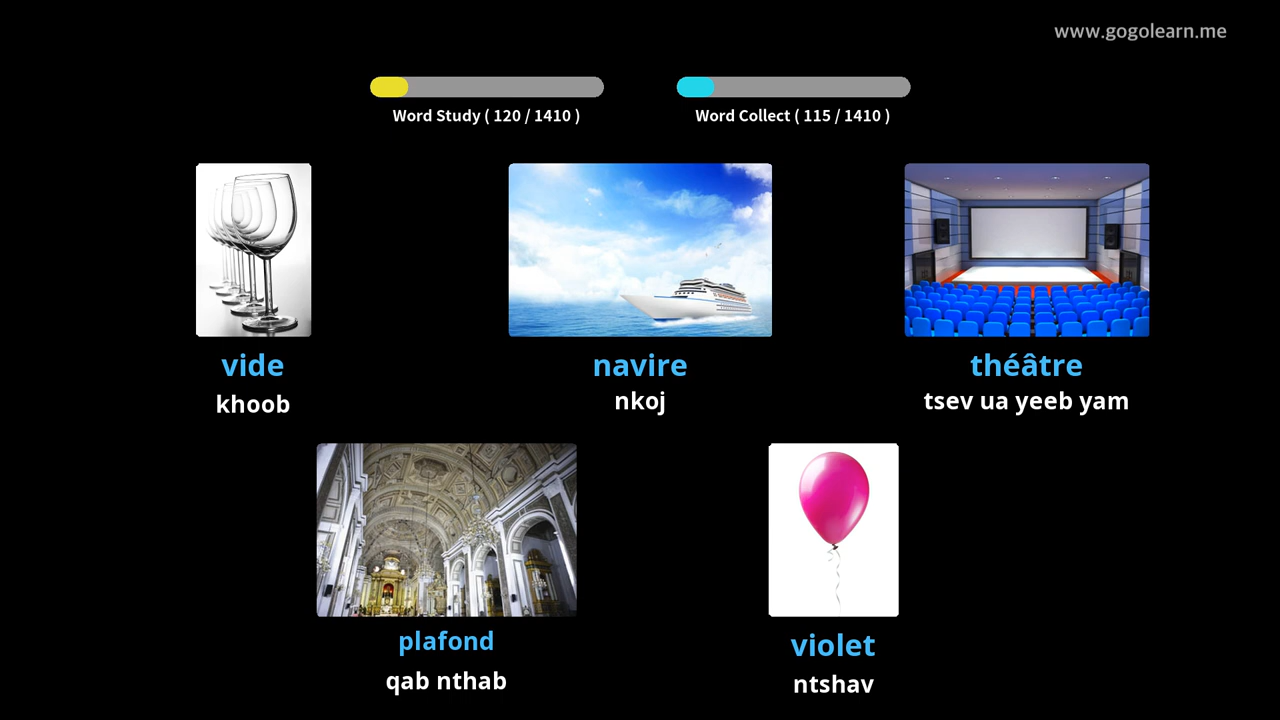 www.gogolearn.me
Word Study ( 120 / 1410 )
Word Collect ( 115 / 1410 )
vide
khoob
navire
nkoj
théâtre
tsev ua yeeb yam
plafond
qab nthab
violet
ntshav